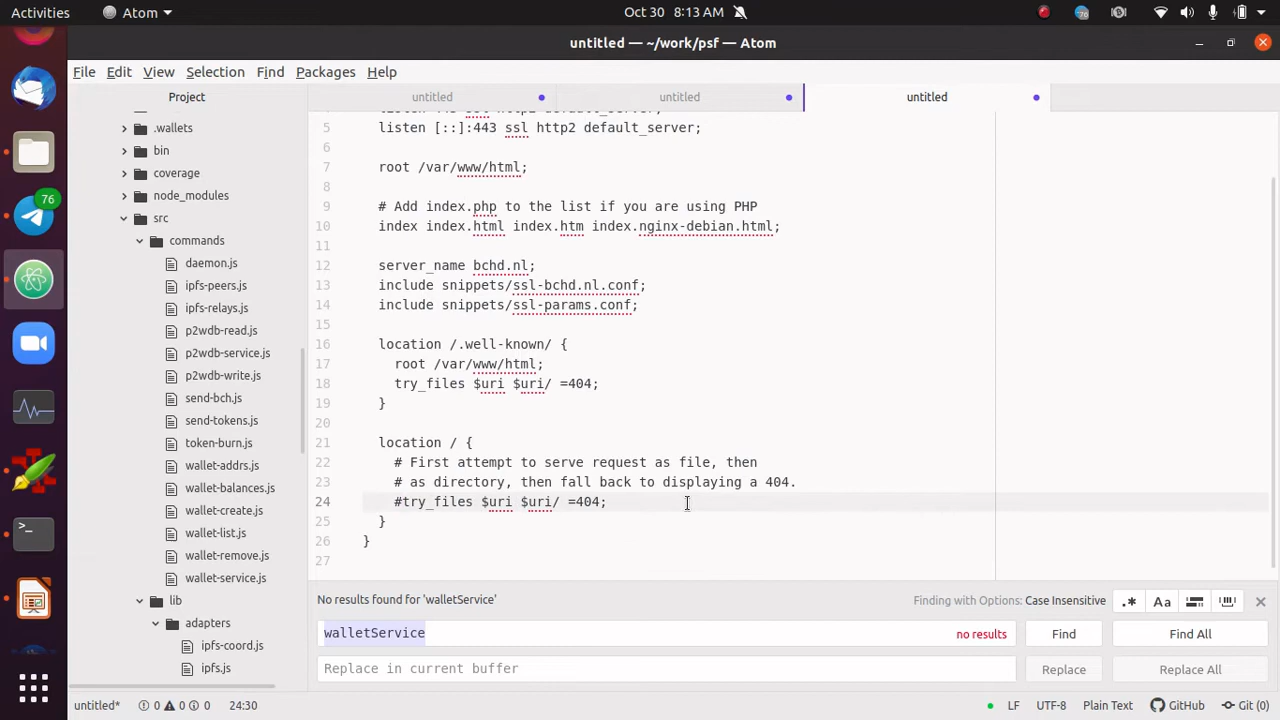 Activities
Atom
Oct 30 8:13 AM
76
untitled — ~/work/psf — Atom
File Edit View Selection Find Packages Help
Project
untitled
untitled
untitled
.wallets
bin
coverage
node_modules
src
commands
daemon.js
ipfs-peers.js
ipfs-relays.js
p2wdb-read.js
p2wdb-service.js
p2wdb-write.js
send-bch.js
send-tokens.js
token-burn.js
wallet-addrs.js
wallet-balances.js
wallet-create.js
wallet-list.js
wallet-remove.js
wallet-service.js
lib
adapters
ipfs-coord.js
ipfs.js
76
listen 443 ssl http2 default_server;
5 listen [::]:443 ssl http2 default_server;
6
7 root /var/www/html;
8
9 # Add index.php to the list if you are using PHP
10 index index.html index.htm index.nginx-debian.html;
11
12 server_name bchd.nl;
13 include snippets/ssl-bchd.nl.conf;
14 include snippets/ssl-params.conf;
15
16 location /.well-known/ {
17 root /var/www/html;
18 try_files $uri $uri/ =404;
19 }
20
21 location / {
22 # First attempt to serve request as file, then
23 # as directory, then fall back to displaying a 404.
24 #try_files $uri $uri/ =404;
25 }
26 }
27
No results found for 'walletService'
Finding with Options: Case Insensitive
.*
Aa
walletService
no results
Find
Find All
Replace in current buffer
Replace
Replace All
untitled*
0 0 0
24:30
LF
UTF-8
Plain Text
GitHub
Git (0)